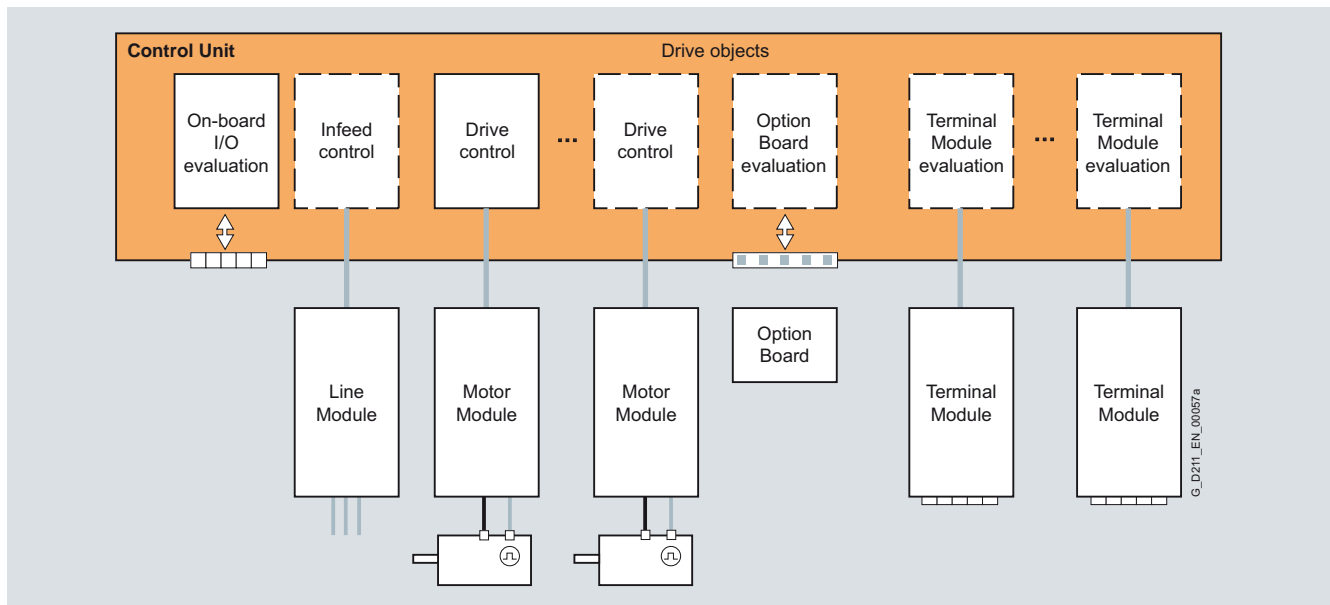 Control Unit
Drive objects
On-board
I/O
evaluation
Infeed
control
Drive
control
...
Drive
control
Option
Board
evaluation
Terminal
Module
evaluation
...
Terminal
Module
evaluation
Line
Module
Motor
Module
Motor
Module
Option
Board
Terminal
Module
Terminal
Module
G_D211_EN_00057a